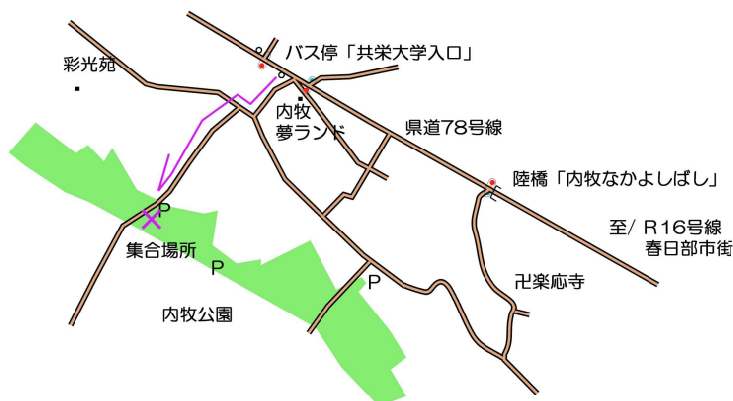 バス停「共栄大学入口」
彩光苑
内牧
夢ランド
県道78号線
陸橋「内牧なかよしばし」
P
至/ R16号線
春日部市街
集合場所
P
P
卍楽応寺
内牧公園